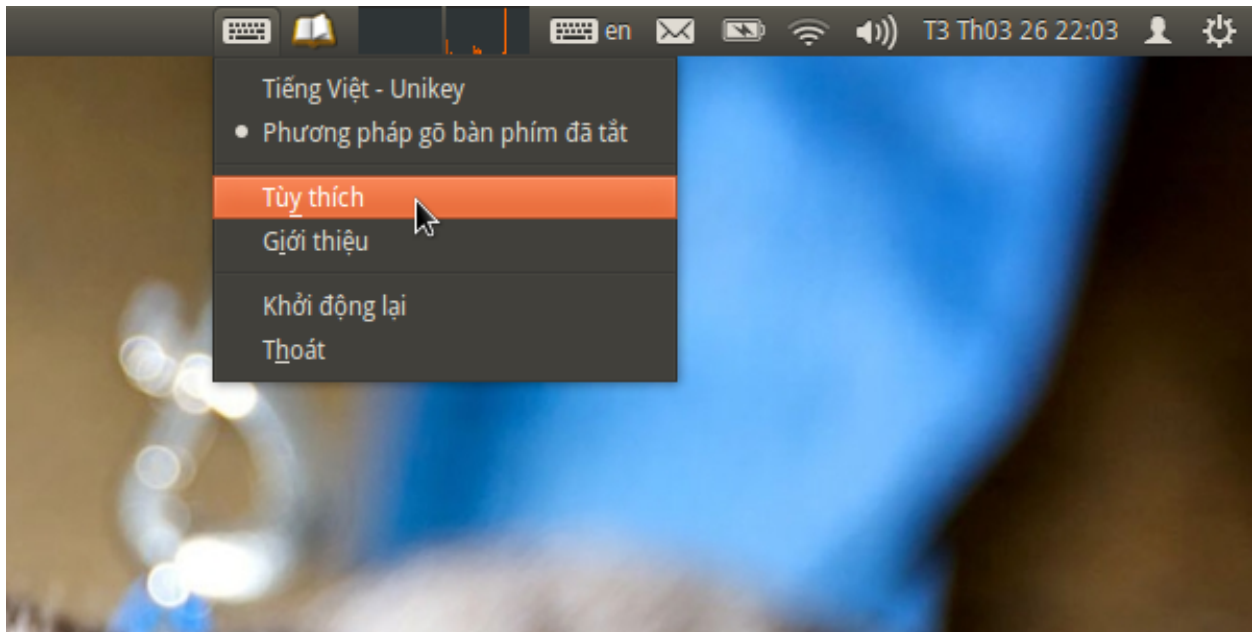 en T3 Th03 26 22:03
Tiếng Việt - Unikey
Phương pháp gõ bàn phím đã tắt
Tùy thích
Giới thiệu
Khởi động lại
Thoát